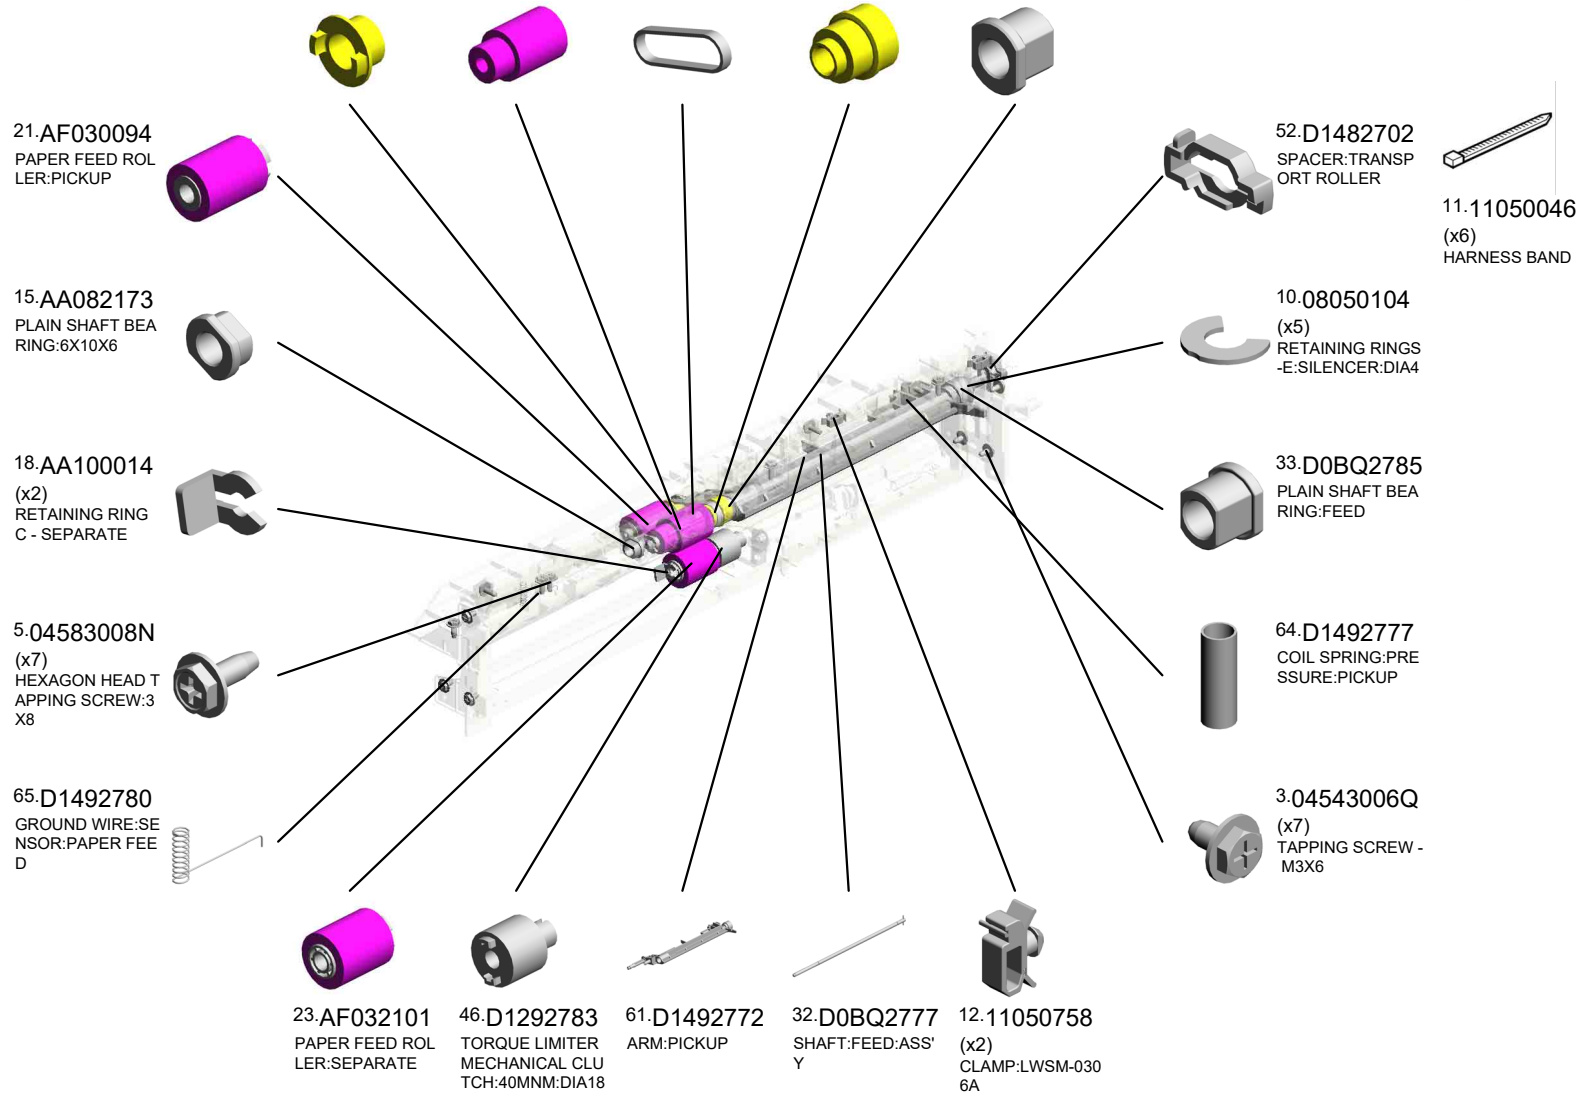 21.AF030094
PAPER FEED ROL
LER:PICKUP
15.AA082173
PLAIN SHAFT BEA
RING:6X10X6
18.AA100014
(x2)
RETAINING RING
C - SEPARATE
5.04583008N
(x7)
HEXAGON HEAD T
APPING SCREW:3
X8
65.D1492780
GROUND WIRE:SE
NSOR:PAPER FEE
D
23.AF032101
PAPER FEED ROL
LER:SEPARATE
46.D1292783
TORQUE LIMITER
MECHANICAL CLU
TCH:40MNM:DIA18
61.D1492772
ARM:PICKUP
32.D0BQ2777
SHAFT:FEED:ASS'
Y
12.11050758
(x2)
CLAMP:LWSM-030
6A
52.D1482702
SPACER:TRANSP
ORT ROLLER
11.11050046
(x6)
HARNESS BAND
10.08050104
(x5)
RETAINING RINGS
-E:SILENCER:DIA4
33.D0BQ2785
PLAIN SHAFT BEA
RING:FEED
64.D1492777
COIL SPRING:PRE
SSURE:PICKUP
3.04543006Q
(x7)
TAPPING SCREW -
M3X6